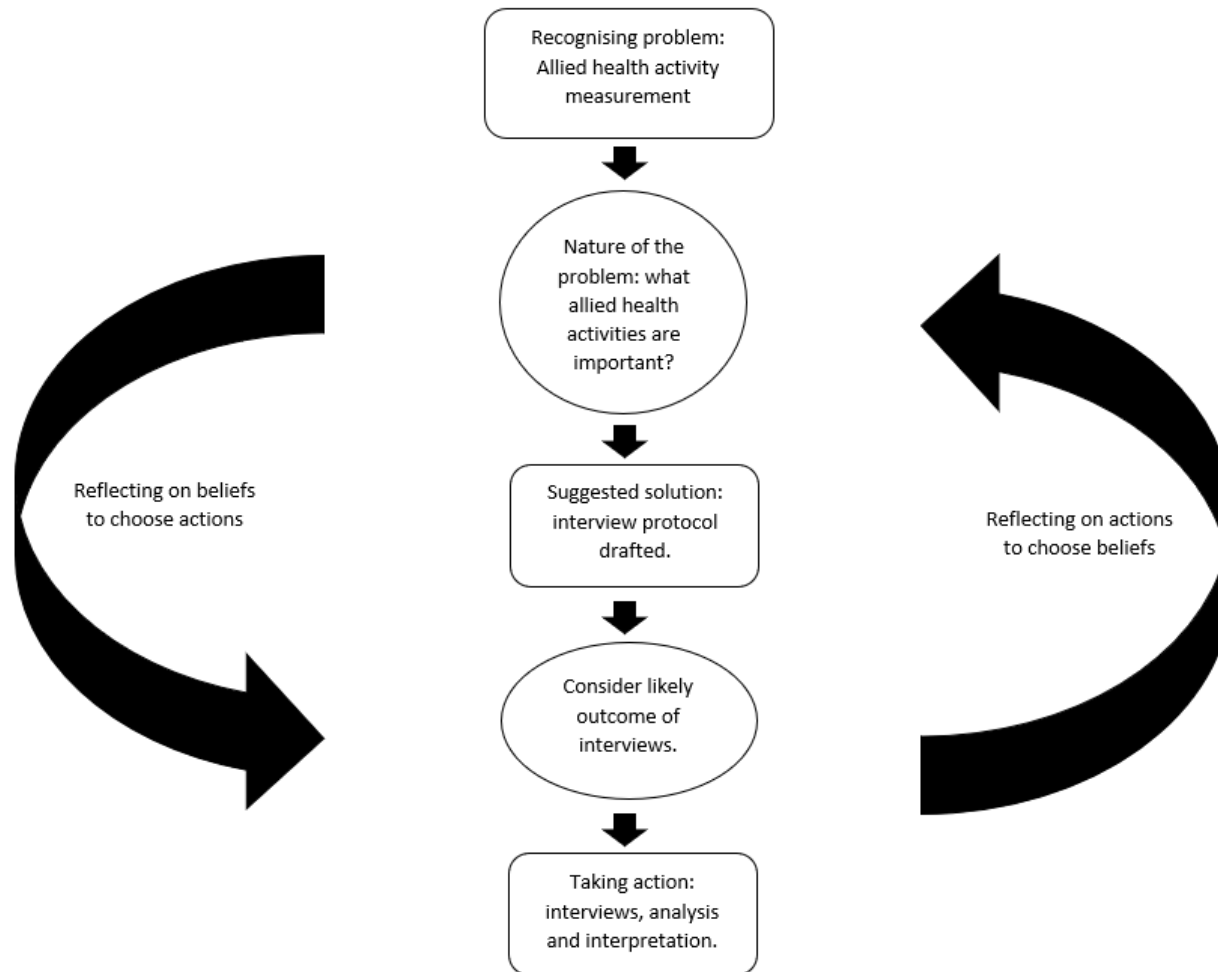 Recognising problem:
Allied health activity
measurement
Nature of the
problem: what
allied health
activities are
important?
Reflecting on beliefs
to choose actions
Suggested solution:
interview protocol
drafted.
Reflecting on actions
to choose beliefs
Consider likely
outcome of
interviews.
Taking action:
interviews, analysis
and interpretation.